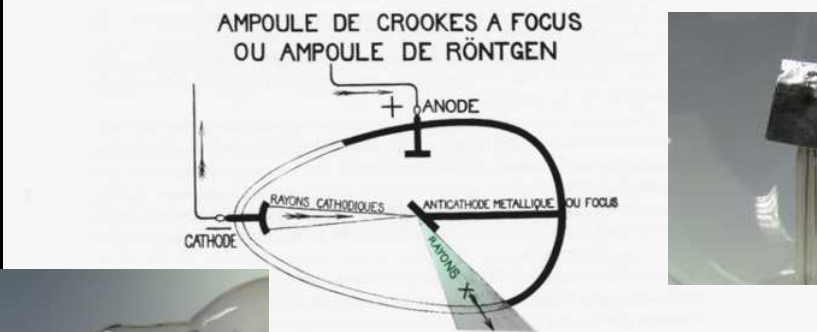 AMPOULE DE CROOKES A FOCUS
OU AMPOULE DE RÖNTGEN
+ ANODE
RAYONS CATHODIQUES
ANTICATHODE METALLIQUE OU FOCUS
CATHODE
RAYONS X